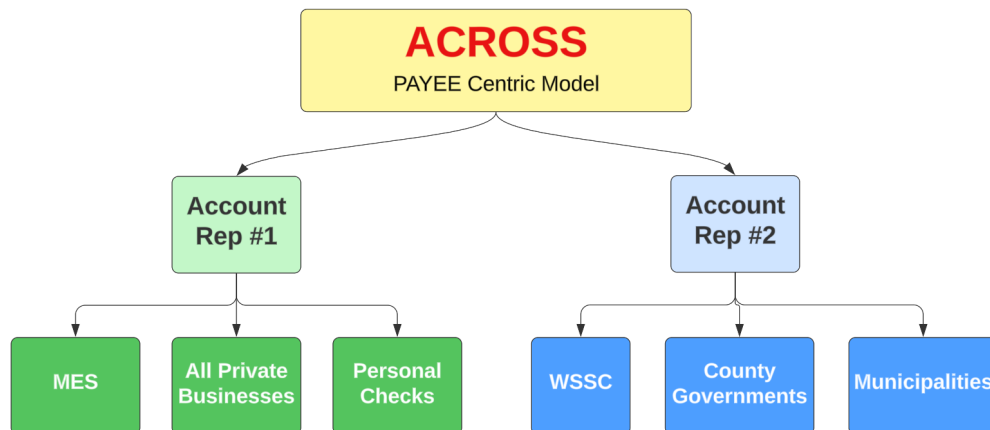 ACROSS
PAYEE Centric Model
Account
Rep #1
Account
Rep #2
MES
All Private
Businesses
Personal
Checks
WSSC
County
Governments
Municipalities